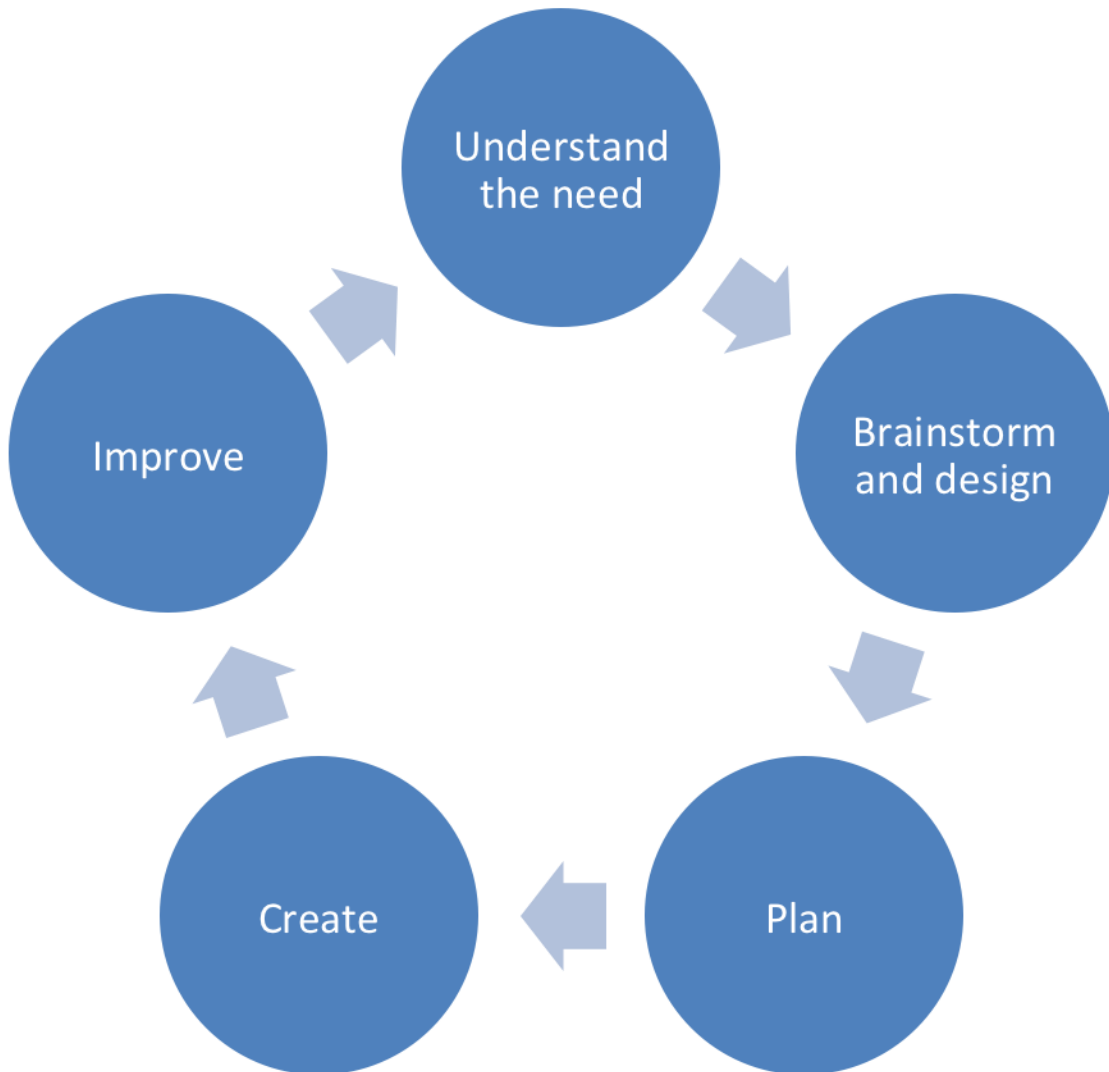 Understand
the need
Brainstorm
and design
Plan
Create
Improve